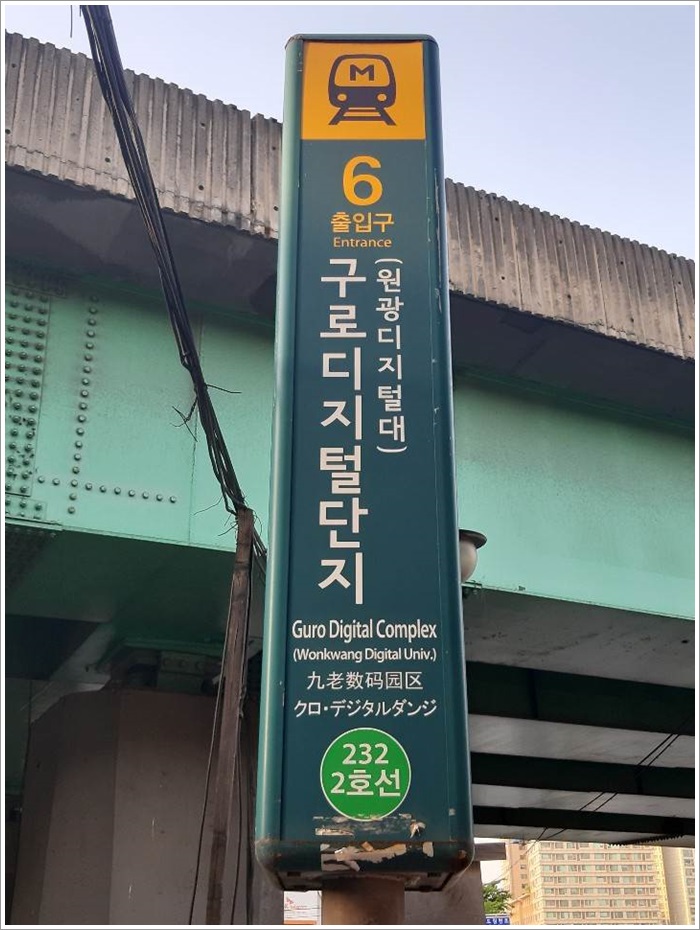 M
6
출입구
Entrance
구로디지털단지
(원광디지털대)
Guro Digital Complex
(Wonkwang Digital Univ.)
九老数码园区
クロ・デジタルダンジ
232
2호선